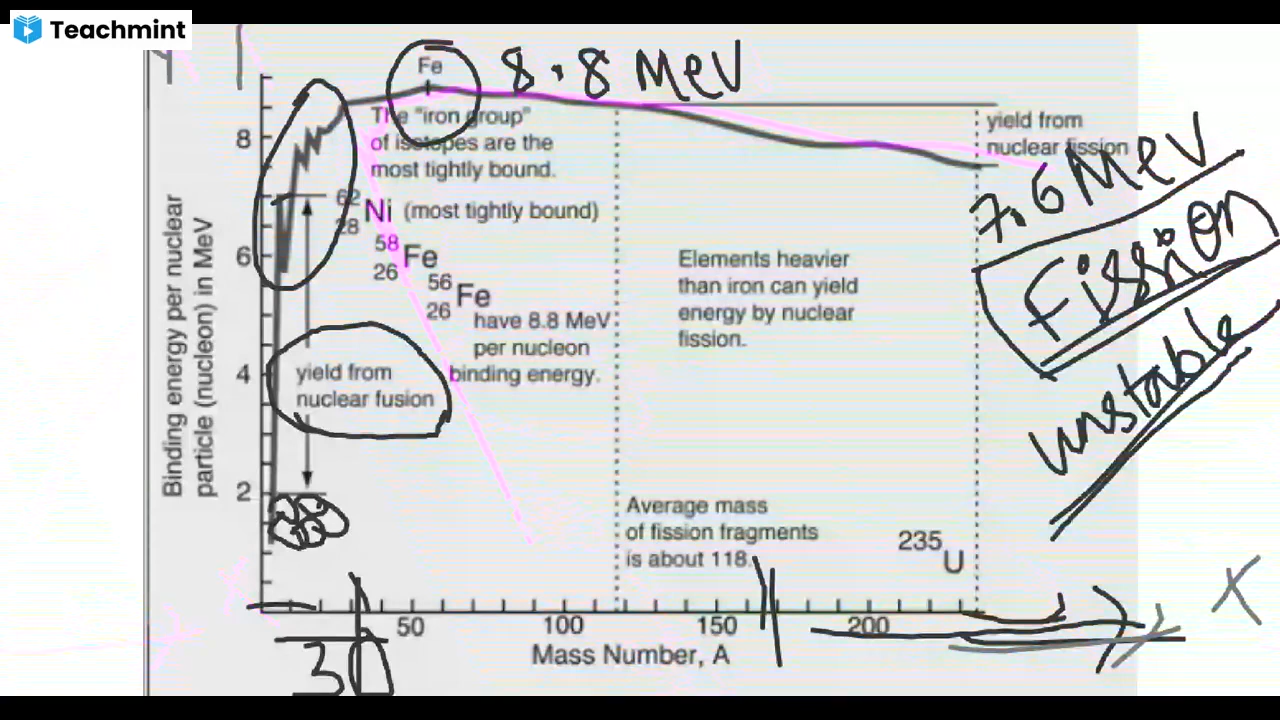 Teachmint
Y
Fe
8.8 MeV
The "iron group"
of isotopes are the
most tightly bound.
yield from
nuclear fission
8
7.6 MeV
62
28
Ni (most tightly bound)
58
26
Fe
56
26
Fe
have 8.8 MeV
per nucleon
binding energy.
6
Elements heavier
than iron can yield
energy by nuclear
fission.
Fission
unstable
Binding energy per nuclear
particle (nucleon) in MeV
4
yield from
nuclear fusion
2
Average mass
of fission fragments
is about 118.
235
U
X
50
100
150
200
30
Mass Number, A